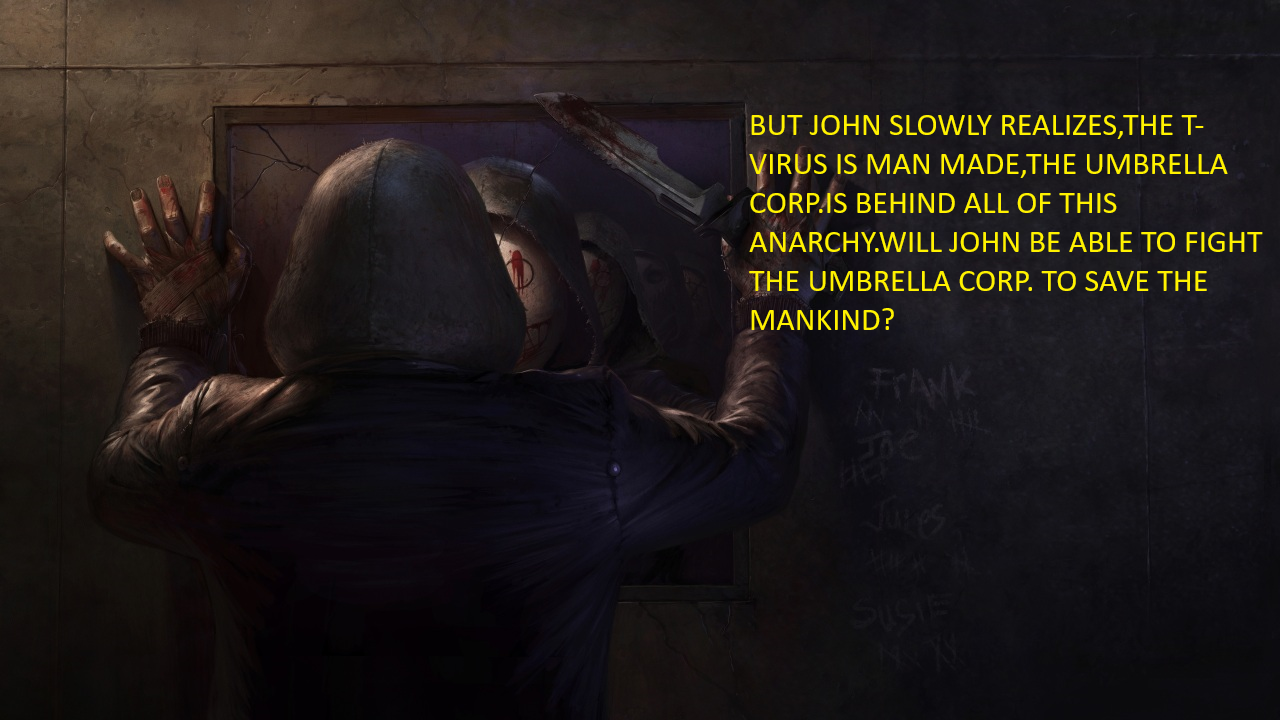 BUT JOHN SLOWLY REALIZES,THE T-
VIRUS IS MAN MADE,THE UMBRELLA
CORP.IS BEHIND ALL OF THIS
ANARCHY.WILL JOHN BE ABLE TO FIGHT
THE UMBRELLA CORP. TO SAVE THE
MANKIND?
FrANK
JOE
SUSIE